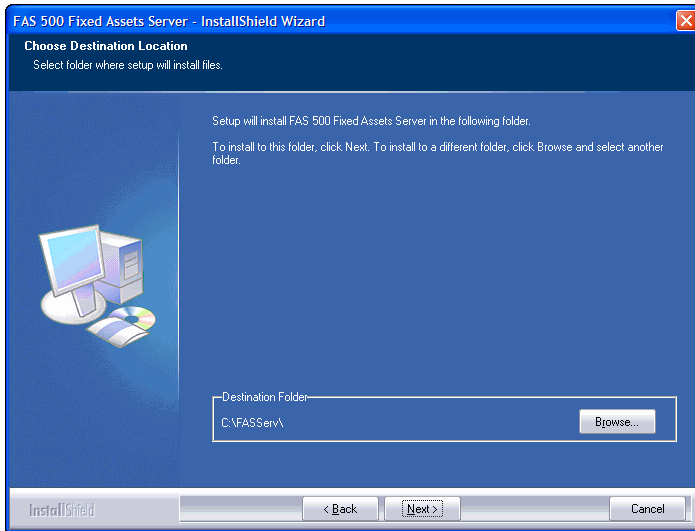 FAS 500 Fixed Assets Server - InstallShield Wizard
Choose Destination Location
Select folder where setup will install files.
Setup will install FAS 500 Fixed Assets Server in the following folder.
To install to this folder, click Next. To install to a different folder, click Browse and select another
folder.
Destination Folder
C:\FASServ\
Browse...
InstallShield
< Back
Next >
Cancel